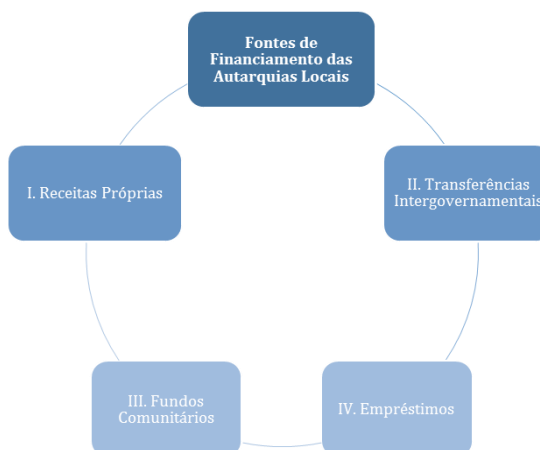 Fontes de
Financiamento das
Autarquias Locais
I. Receitas Próprias
II. Transferências
Intergovernamentais
III. Fundos
Comunitários
IV. Empréstimos